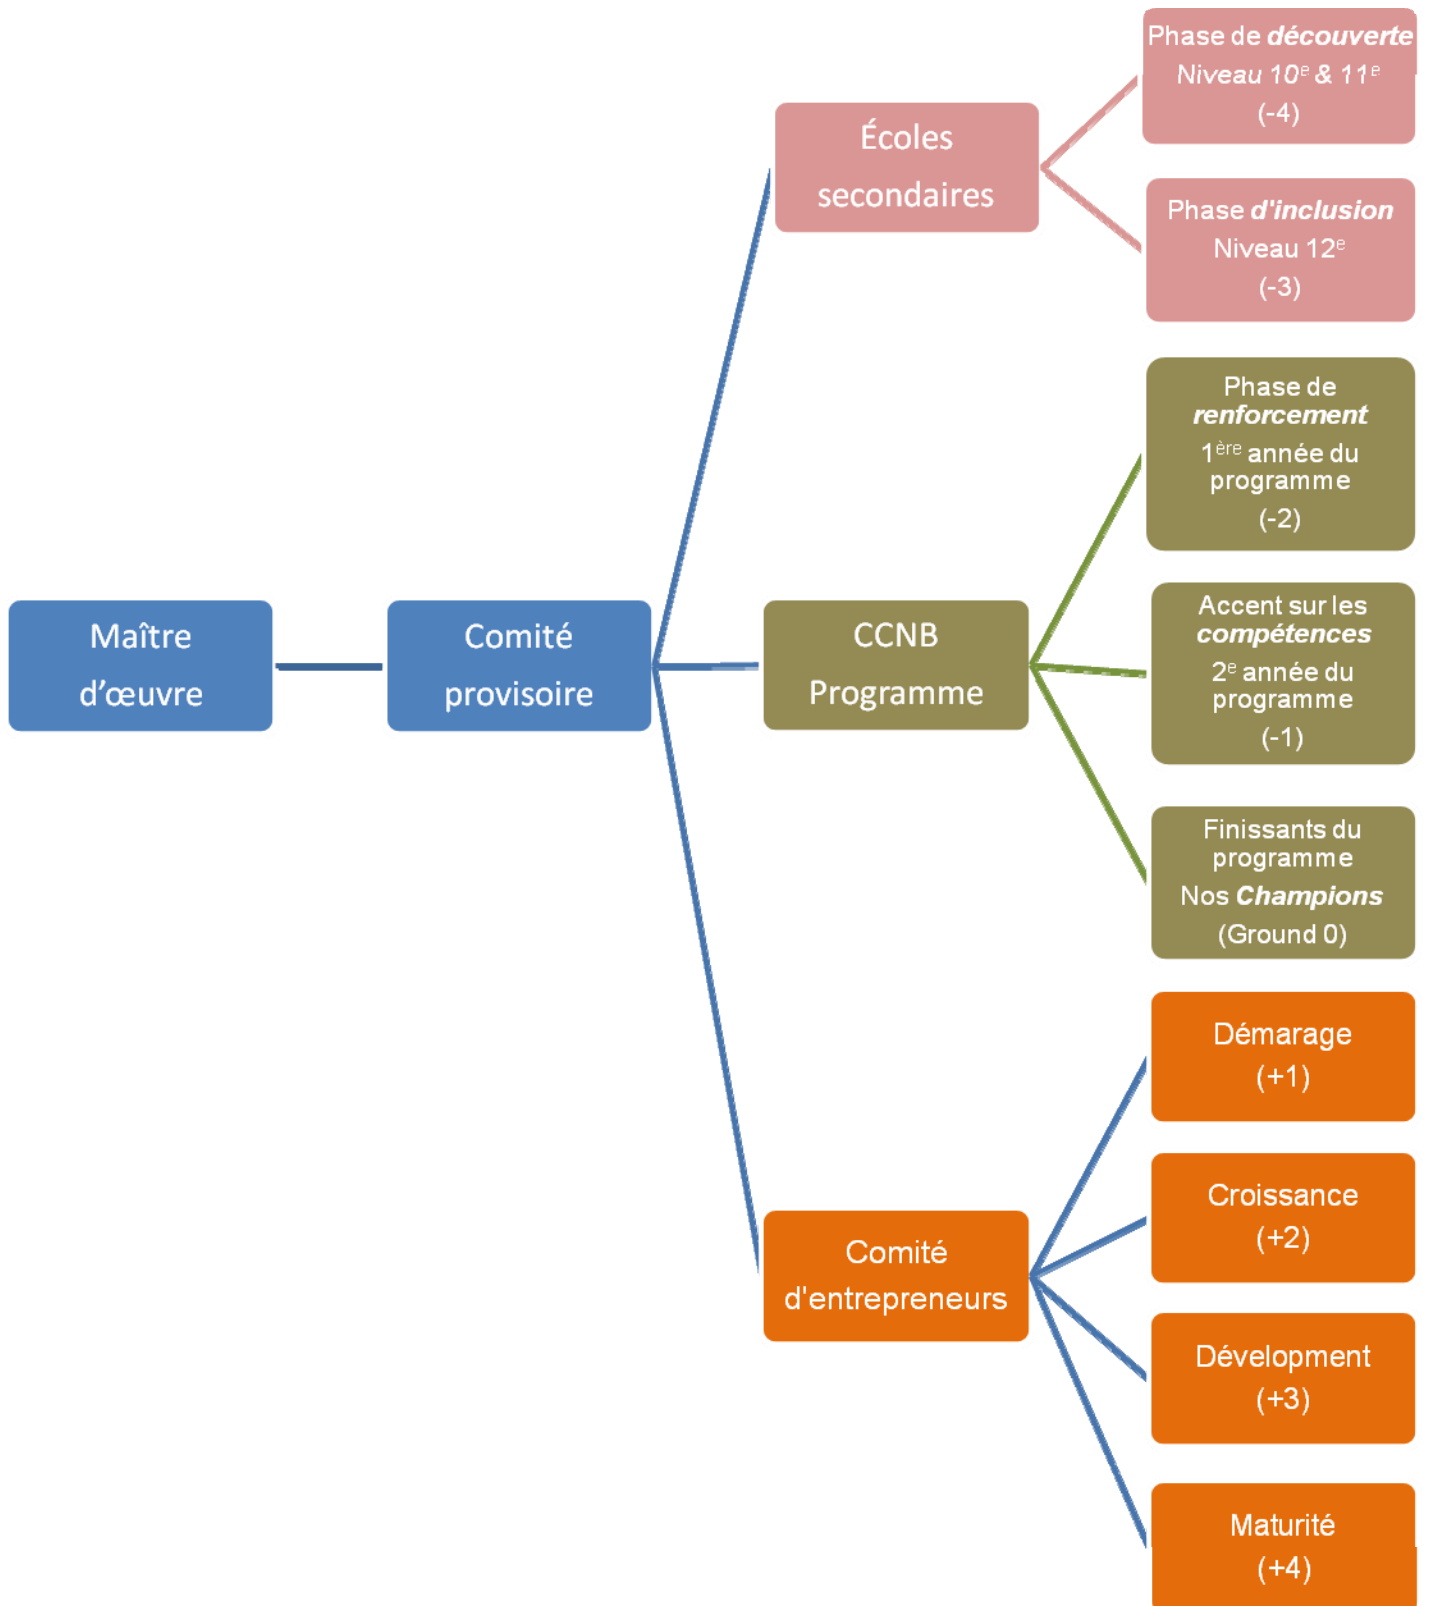 Maître
d’œuvre
Comité
provisoire
Écoles
secondaires
Phase de découverte
Niveau 10e & 11e
(-4)
Phase d'inclusion
Niveau 12e
(-3)
CCNB
Programme
Phase de
renforcement
1ère année du
programme
(-2)
Accent sur les
compétences
2e année du
programme
(-1)
Finissants du
programme
Nos Champions
(Ground 0)
Comité
d'entrepreneurs
Démarage
(+1)
Croissance
(+2)
Dévelopment
(+3)
Maturité
(+4)